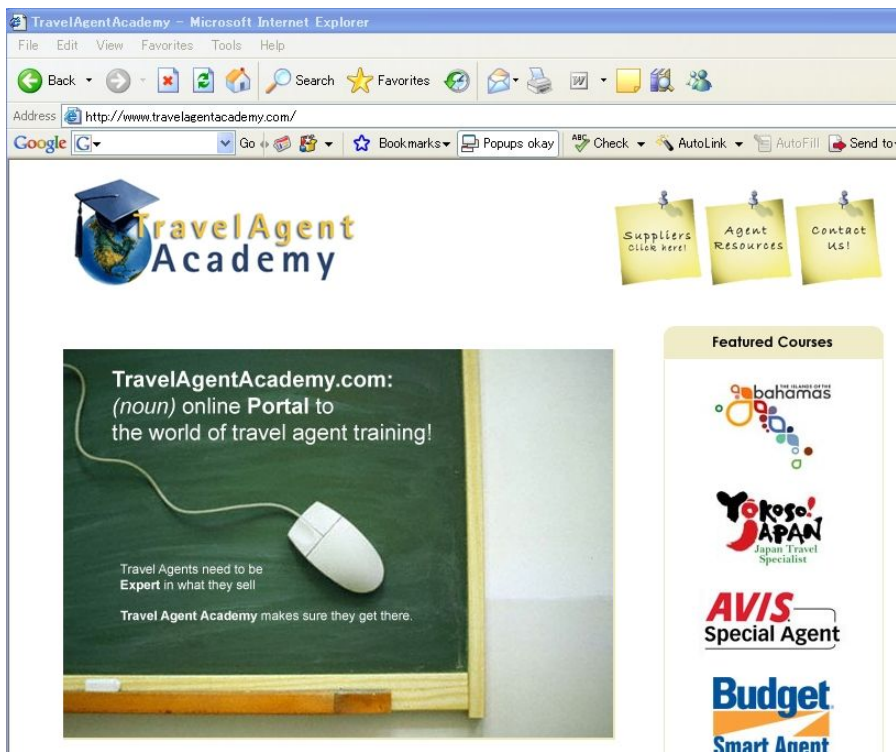 TravelAgentAcademy - Microsoft Internet Explorer
File Edit View Favorites Tools Help
Back Search Favorites W
Address http://www.travelagentacademy.com/
Google G Go Bookmarks Popups okay ABC Check AutoLink AutoFill Send to
TravelAgent
Academy
Suppliers
Click here!
Agent
Resources
Contact
Us!
TravelAgentAcademy.com:
(noun) online Portal to
the world of travel agent training!
Travel Agents need to be
Expert in what they sell
Travel Agent Academy makes sure they get there.
Featured Courses
THE ISLANDS OF THE
bahamas
Yōkoso!
JAPAN
Japan Travel
Specialist
AVIS
Special Agent
Budget
Smart Agent